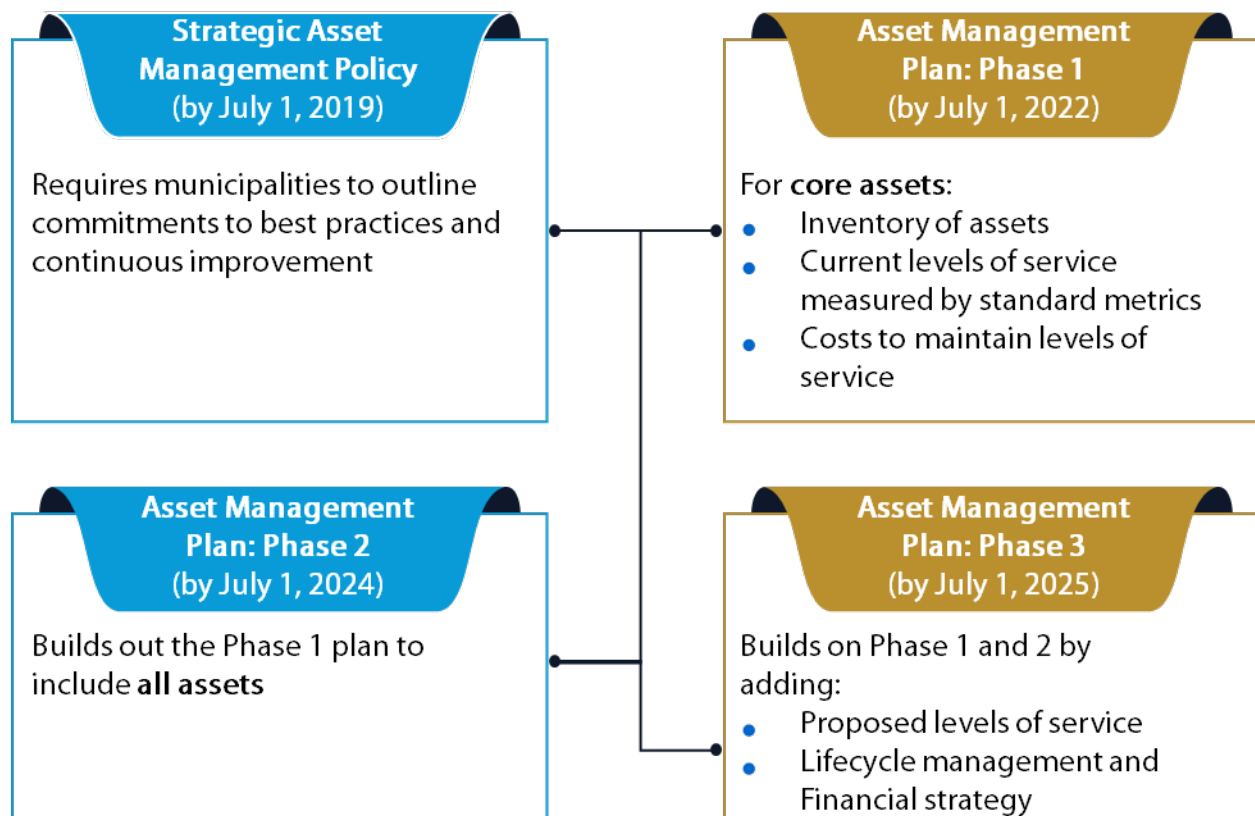 Strategic Asset
Management Policy
(by July 1, 2019)
Requires municipalities to outline
commitments to best practices and
continuous improvement
Asset Management
Plan: Phase 1
(by July 1, 2022)
For core assets:
• Inventory of assets
• Current levels of service
measured by standard metrics
• Costs to maintain levels of
service
Asset Management
Plan: Phase 2
(by July 1, 2024)
Builds out the Phase 1 plan to
include all assets
Asset Management
Plan: Phase 3
(by July 1, 2025)
Builds on Phase 1 and 2 by
adding:
• Proposed levels of service
• Lifecycle management and
Financial strategy